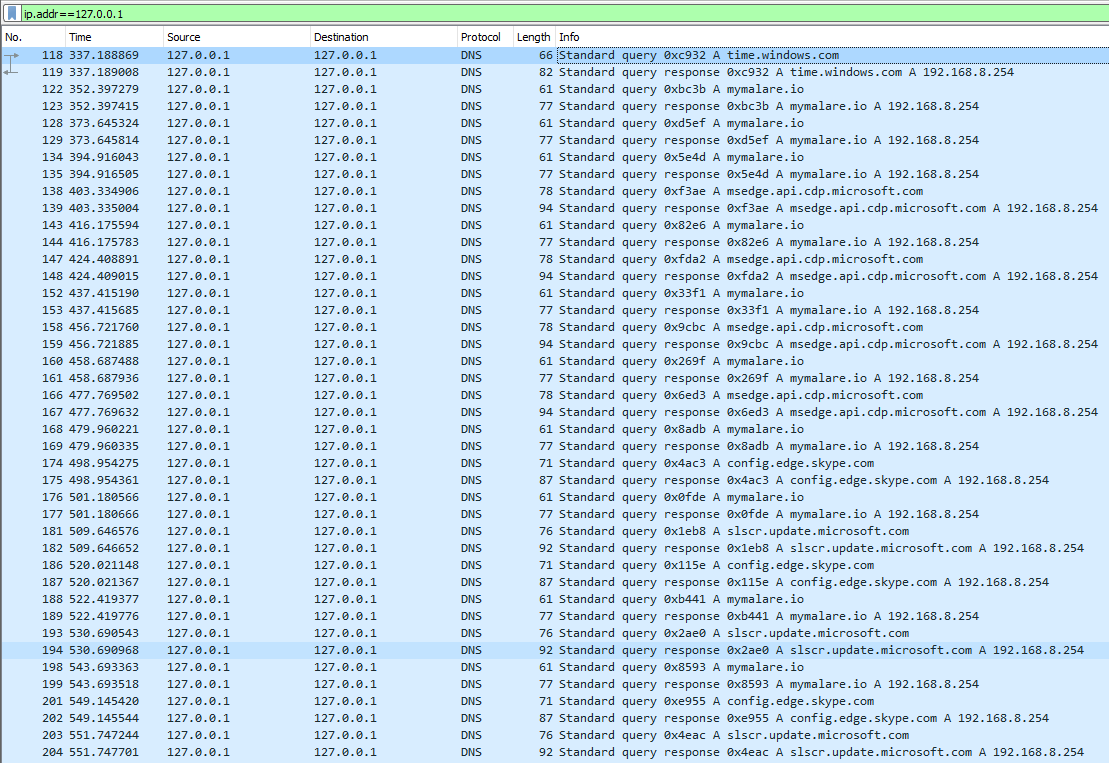 ip.addr==127.0.0.1
No. Time Source Destination Protocol Length Info
118 337.188869 127.0.0.1 127.0.0.1 DNS 66 Standard query 0xc932 A time.windows.com
119 337.189008 127.0.0.1 127.0.0.1 DNS 82 Standard query response 0xc932 A time.windows.com A 192.168.8.254
122 352.397279 127.0.0.1 127.0.0.1 DNS 61 Standard query 0xbc3b A mymalare.io
123 352.397415 127.0.0.1 127.0.0.1 DNS 77 Standard query response 0xbc3b A mymalare.io A 192.168.8.254
128 373.645324 127.0.0.1 127.0.0.1 DNS 61 Standard query 0xd5ef A mymalare.io
129 373.645814 127.0.0.1 127.0.0.1 DNS 77 Standard query response 0xd5ef A mymalare.io A 192.168.8.254
134 394.916043 127.0.0.1 127.0.0.1 DNS 61 Standard query 0x5e4d A mymalare.io
135 394.916505 127.0.0.1 127.0.0.1 DNS 77 Standard query response 0x5e4d A mymalare.io A 192.168.8.254
138 403.334906 127.0.0.1 127.0.0.1 DNS 78 Standard query 0xf3ae A msedge.api.cdp.microsoft.com
139 403.335004 127.0.0.1 127.0.0.1 DNS 94 Standard query response 0xf3ae A msedge.api.cdp.microsoft.com A 192.168.8.254
143 416.175594 127.0.0.1 127.0.0.1 DNS 61 Standard query 0x82e6 A mymalare.io
144 416.175783 127.0.0.1 127.0.0.1 DNS 77 Standard query response 0x82e6 A mymalare.io A 192.168.8.254
147 424.408891 127.0.0.1 127.0.0.1 DNS 78 Standard query 0xfda2 A msedge.api.cdp.microsoft.com
148 424.409015 127.0.0.1 127.0.0.1 DNS 94 Standard query response 0xfda2 A msedge.api.cdp.microsoft.com A 192.168.8.254
152 437.415190 127.0.0.1 127.0.0.1 DNS 61 Standard query 0x33f1 A mymalare.io
153 437.415685 127.0.0.1 127.0.0.1 DNS 77 Standard query response 0x33f1 A mymalare.io A 192.168.8.254
158 456.721760 127.0.0.1 127.0.0.1 DNS 78 Standard query 0x9cbc A msedge.api.cdp.microsoft.com
159 456.721885 127.0.0.1 127.0.0.1 DNS 94 Standard query response 0x9cbc A msedge.api.cdp.microsoft.com A 192.168.8.254
160 458.687488 127.0.0.1 127.0.0.1 DNS 61 Standard query 0x269f A mymalare.io
161 458.687936 127.0.0.1 127.0.0.1 DNS 77 Standard query response 0x269f A mymalare.io A 192.168.8.254
166 477.769502 127.0.0.1 127.0.0.1 DNS 78 Standard query 0x6ed3 A msedge.api.cdp.microsoft.com
167 477.769632 127.0.0.1 127.0.0.1 DNS 94 Standard query response 0x6ed3 A msedge.api.cdp.microsoft.com A 192.168.8.254
168 479.960221 127.0.0.1 127.0.0.1 DNS 61 Standard query 0x8adb A mymalare.io
169 479.960335 127.0.0.1 127.0.0.1 DNS 77 Standard query response 0x8adb A mymalare.io A 192.168.8.254
174 498.954275 127.0.0.1 127.0.0.1 DNS 71 Standard query 0x4ac3 A config.edge.skype.com
175 498.954361 127.0.0.1 127.0.0.1 DNS 87 Standard query response 0x4ac3 A config.edge.skype.com A 192.168.8.254
176 501.180566 127.0.0.1 127.0.0.1 DNS 61 Standard query 0x0fde A mymalare.io
177 501.180666 127.0.0.1 127.0.0.1 DNS 77 Standard query response 0x0fde A mymalare.io A 192.168.8.254
181 509.646576 127.0.0.1 127.0.0.1 DNS 76 Standard query 0x1eb8 A slscr.update.microsoft.com
182 509.646652 127.0.0.1 127.0.0.1 DNS 92 Standard query response 0x1eb8 A slscr.update.microsoft.com A 192.168.8.254
186 520.021148 127.0.0.1 127.0.0.1 DNS 71 Standard query 0x115e A config.edge.skype.com
187 520.021367 127.0.0.1 127.0.0.1 DNS 87 Standard query response 0x115e A config.edge.skype.com A 192.168.8.254
188 522.419377 127.0.0.1 127.0.0.1 DNS 61 Standard query 0xb441 A mymalare.io
189 522.419776 127.0.0.1 127.0.0.1 DNS 77 Standard query response 0xb441 A mymalare.io A 192.168.8.254
193 530.690543 127.0.0.1 127.0.0.1 DNS 76 Standard query 0x2ae0 A slscr.update.microsoft.com
194 530.690968 127.0.0.1 127.0.0.1 DNS 92 Standard query response 0x2ae0 A slscr.update.microsoft.com A 192.168.8.254
198 543.693363 127.0.0.1 127.0.0.1 DNS 61 Standard query 0x8593 A mymalare.io
199 543.693518 127.0.0.1 127.0.0.1 DNS 77 Standard query response 0x8593 A mymalare.io A 192.168.8.254
201 549.145420 127.0.0.1 127.0.0.1 DNS 71 Standard query 0xe955 A config.edge.skype.com
202 549.145544 127.0.0.1 127.0.0.1 DNS 87 Standard query response 0xe955 A config.edge.skype.com A 192.168.8.254
203 551.747244 127.0.0.1 127.0.0.1 DNS 76 Standard query 0x4eac A slscr.update.microsoft.com
204 551.747701 127.0.0.1 127.0.0.1 DNS 92 Standard query response 0x4eac A slscr.update.microsoft.com A 192.168.8.254